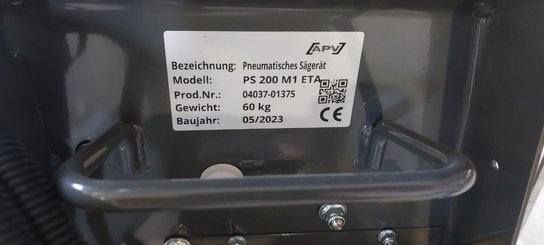 APV
Bezeichnung: Pneumatisches Sägerät
Modell: PS 200 M1 ETA
Prod.Nr.: 04037-01375
Gewicht: 60 kg
Baujahr: 05/2023
CE